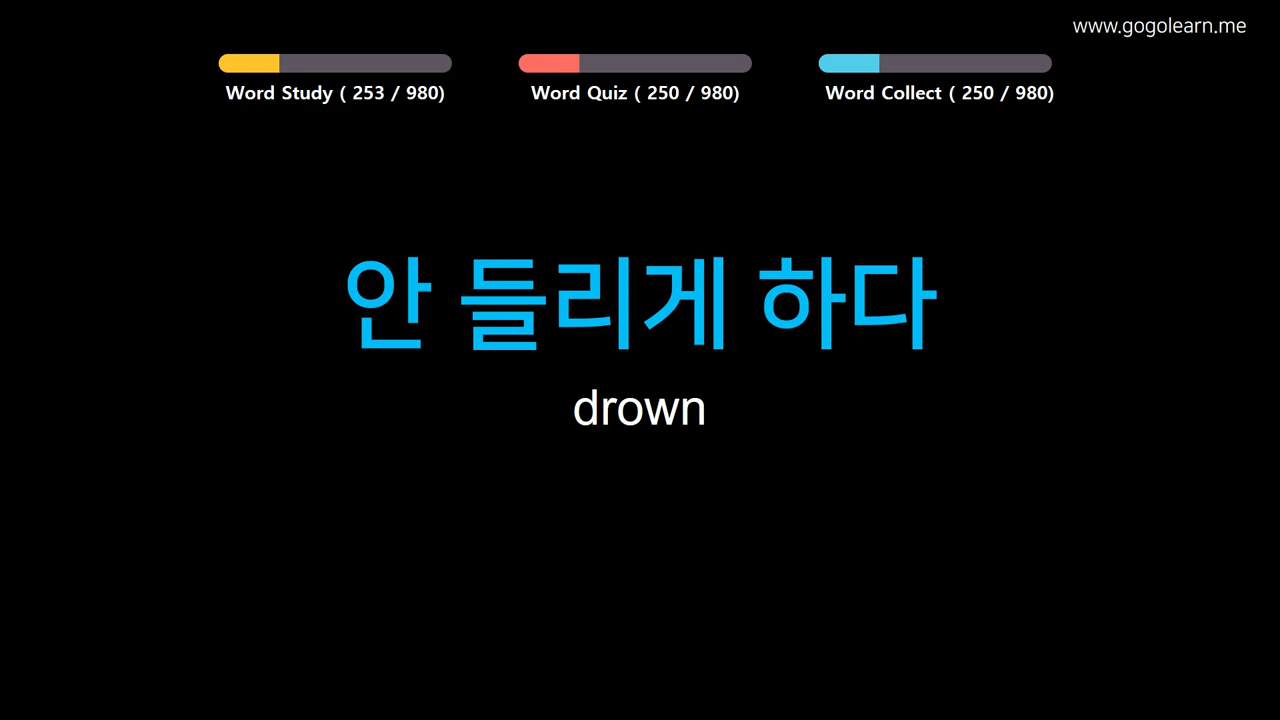 www.gogolearn.me
Word Study ( 253 / 980)
Word Quiz ( 250 / 980)
Word Collect ( 250 / 980)
안 들리게 하다
drown